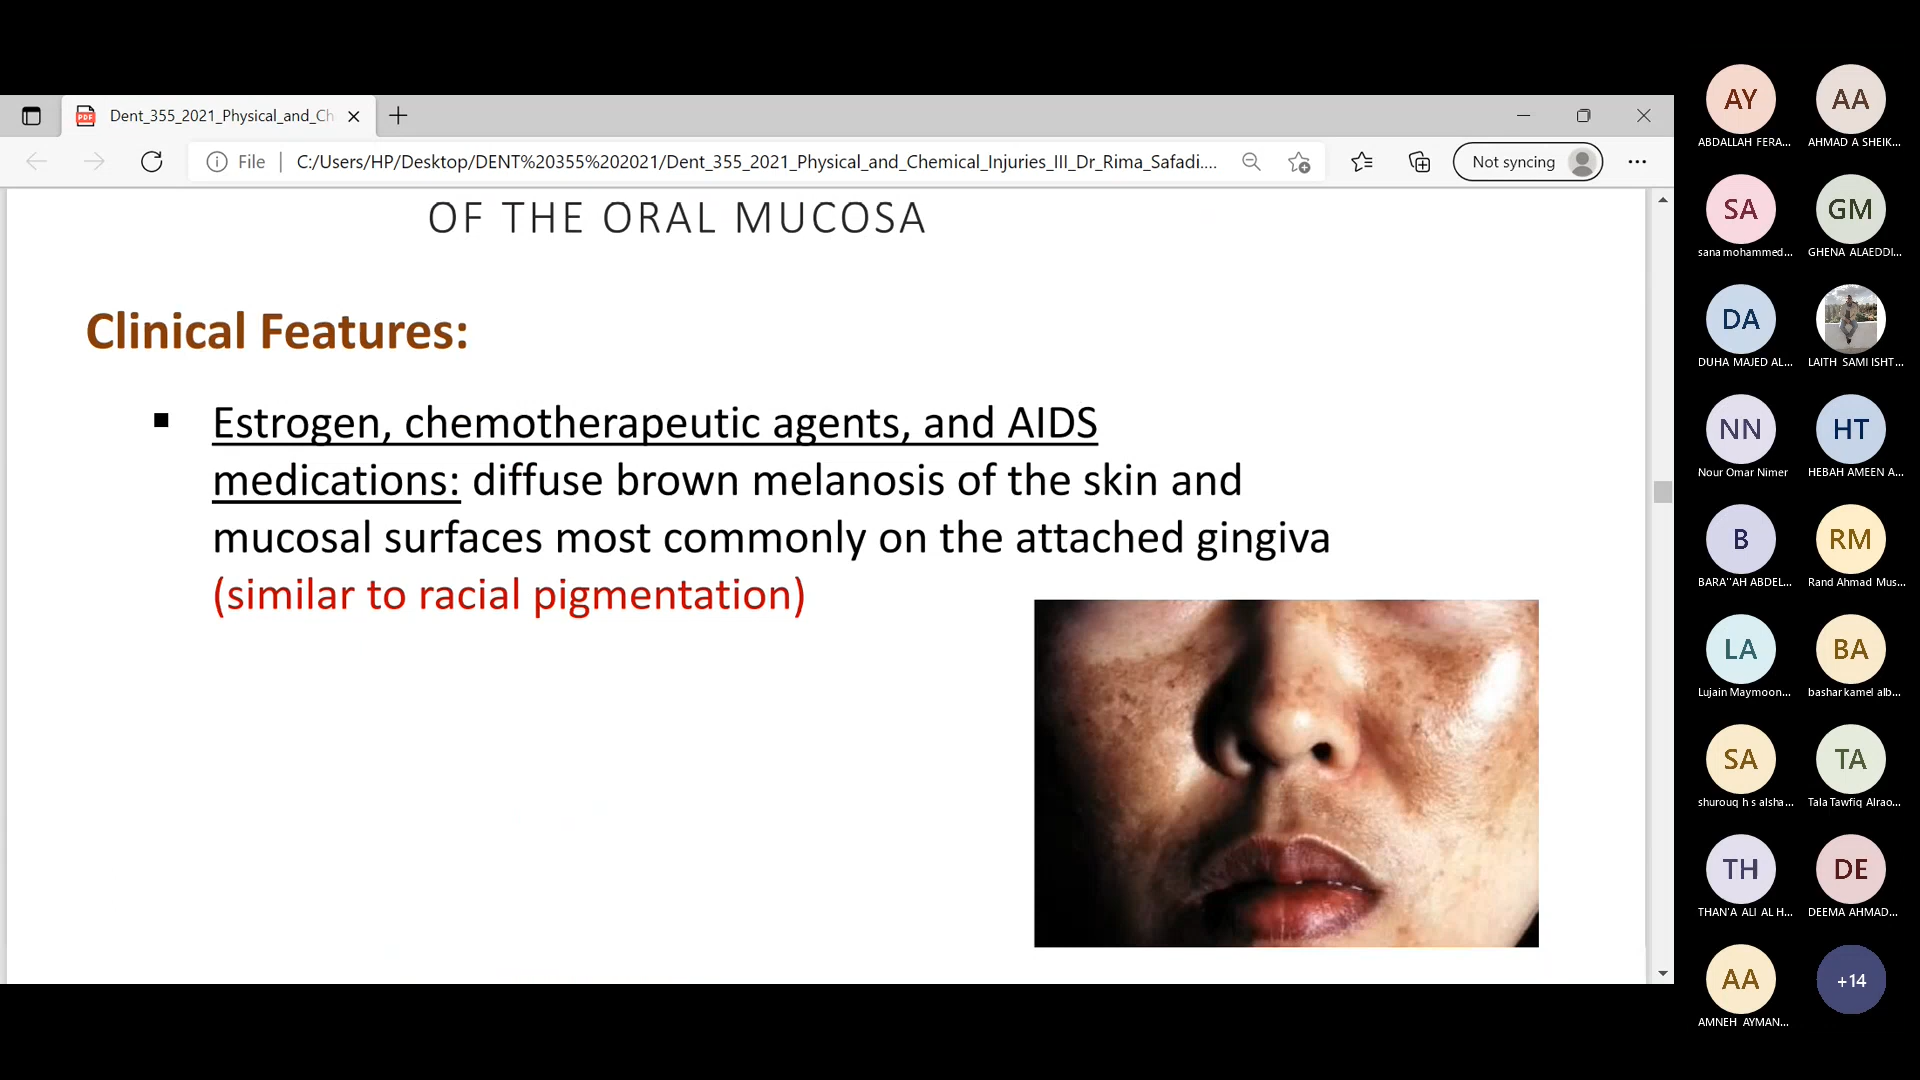 Dent_355_2021_Physical_and_Ch
File
C:/Users/HP/Desktop/DENT%20355%202021/Dent_355_2021_Physical_and_Chemical_Injuries_III_Dr_Rima_Safadi....
Not syncing
OF THE ORAL MUCOSA
Clinical Features:
Estrogen, chemotherapeutic agents, and AIDS
medications: diffuse brown melanosis of the skin and
mucosal surfaces most commonly on the attached gingiva
(similar to racial pigmentation)
AY AA
ABDALLAH FERA... AHMAD A SHEIK...
SA GM
sana mohammed... GHENA ALAEDDI...
DA
DUHA MAJED AL... LAITH SAMI ISHT...
NN HT
Nour Omar Nimer HEBAH AMEEN A...
B RM
BARA''AH ABDEL... Rand Ahmad Mus...
LA BA
Lujain Maymoon... bashar kamel alb...
SA TA
shurouq h s alsha... Tala Tawfiq Alrao...
TH DE
THAN'A ALI AL H... DEEMA AHMAD...
AA +14
AMNEH AYMAN...